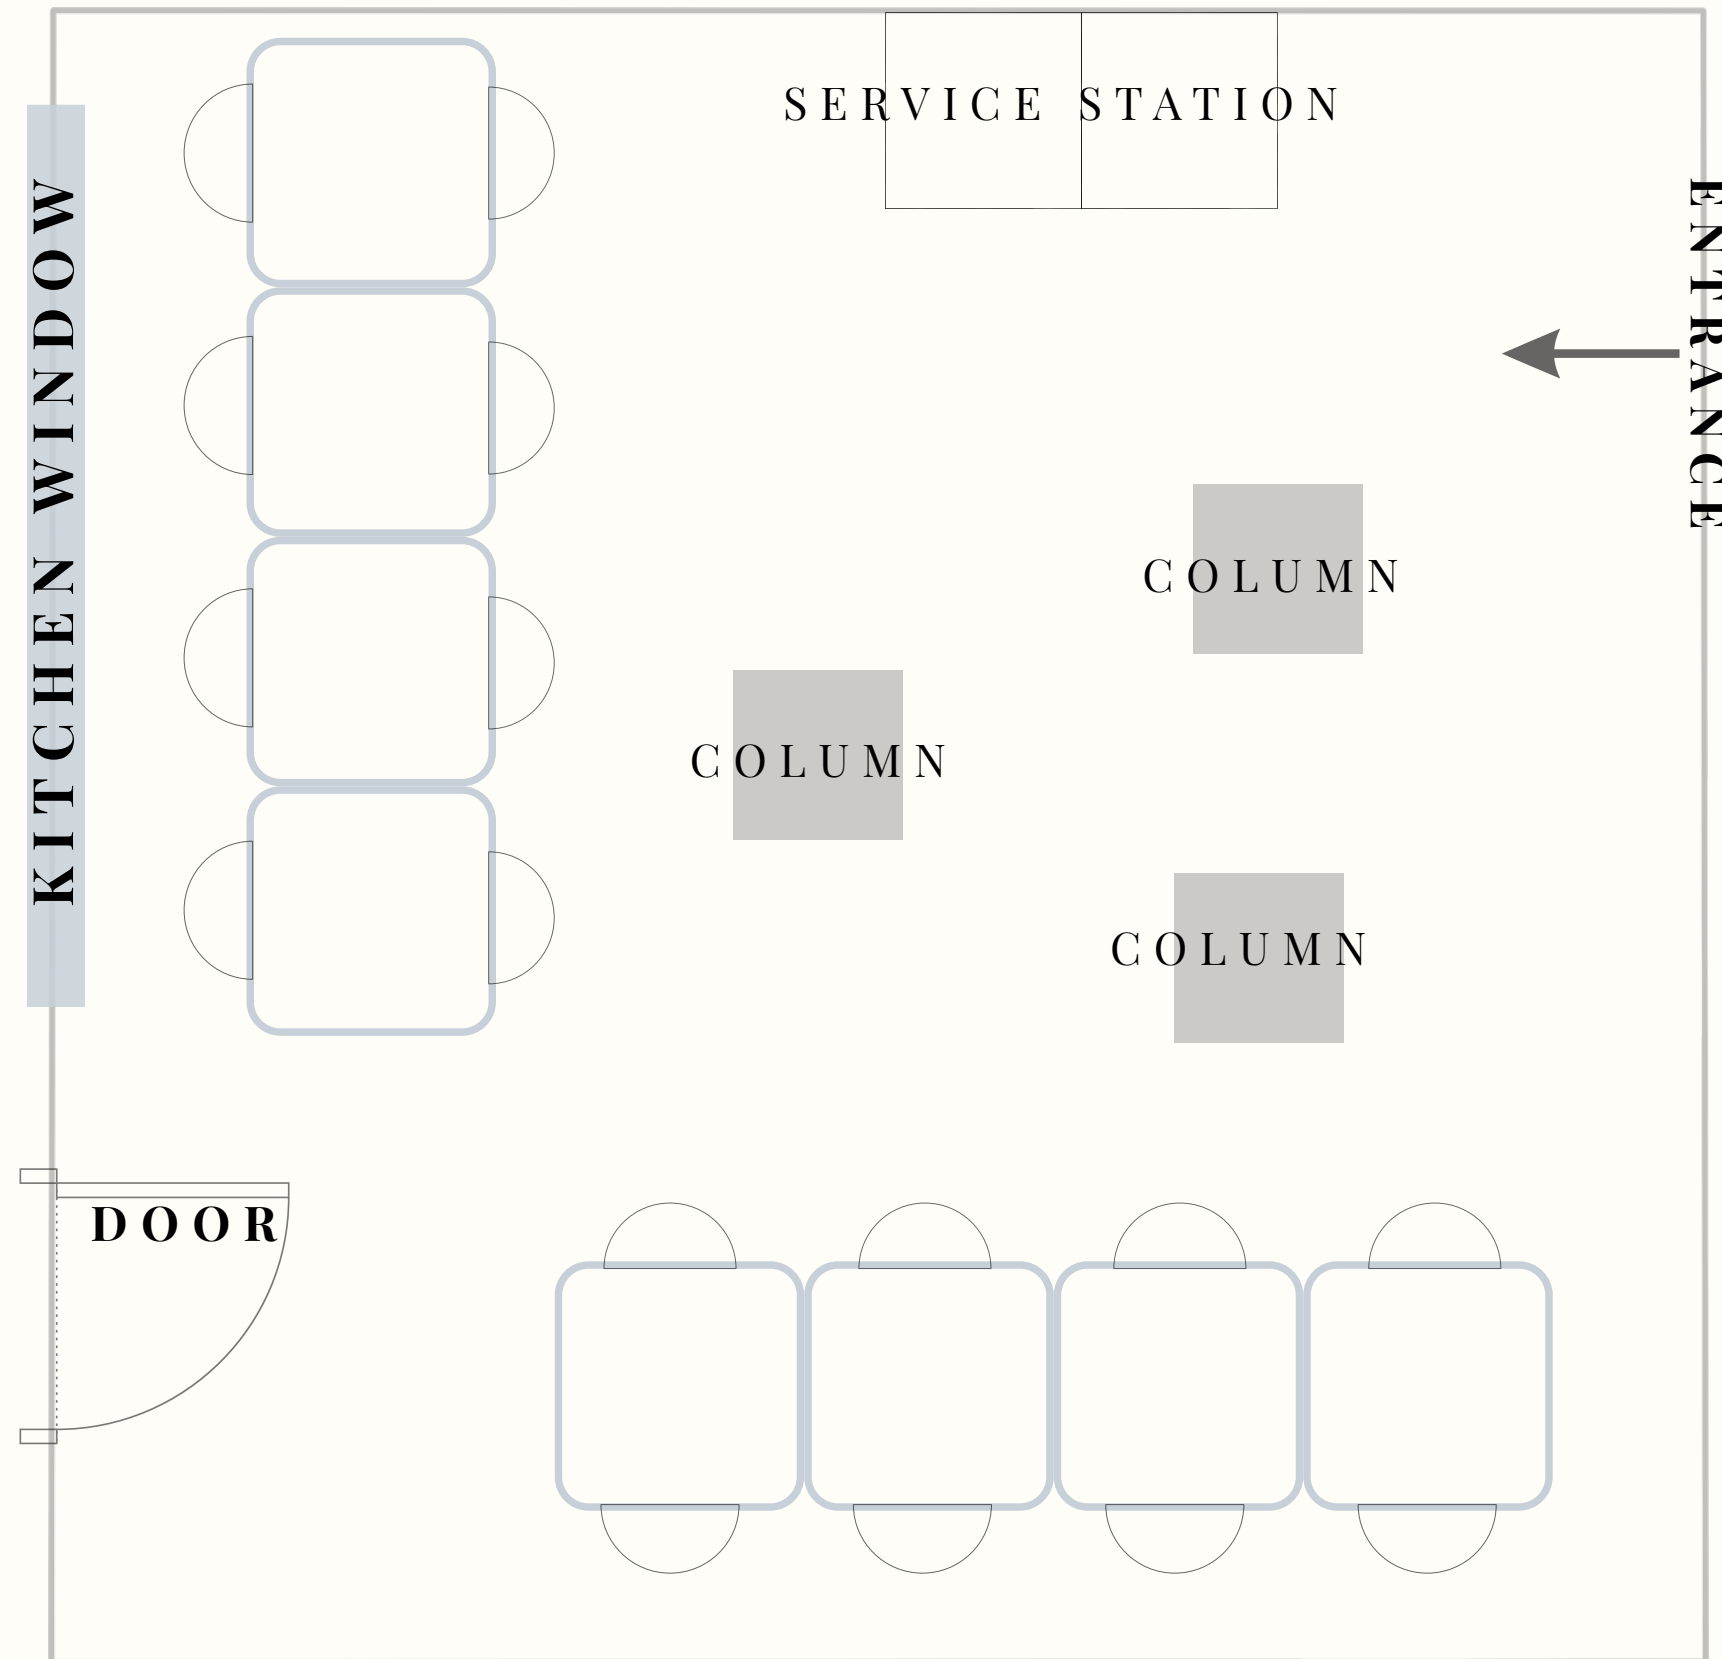 SERVICE STATION
KITCHEN WINDOW
ENTRANCE
COLUMN
COLUMN
COLUMN
DOOR